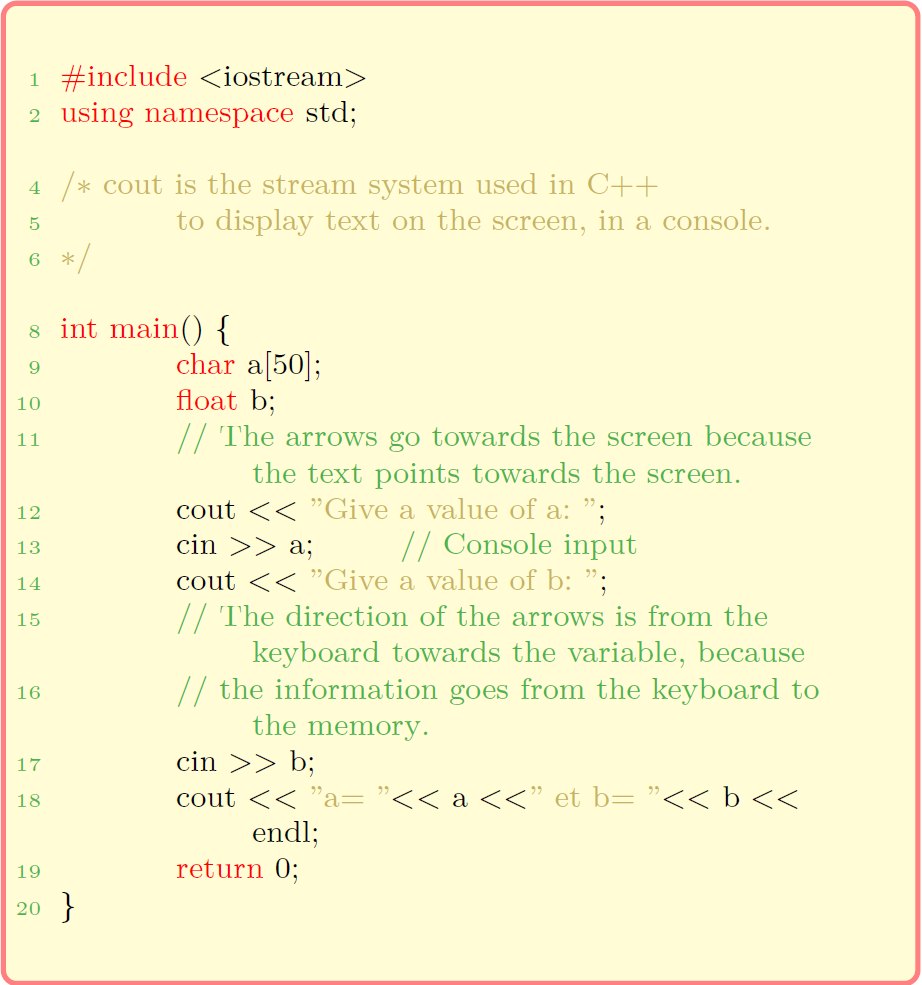 1 #include <iostream>
2 using namespace std;
4 /* cout is the stream system used in C++
5 to display text on the screen, in a console.
6 */
8 int main() {
9 char a[50];
10 float b;
11 // The arrows go towards the screen because
the text points towards the screen.
12 cout << ”Give a value of a: ”;
13 cin >> a; // Console input
14 cout << ”Give a value of b: ”;
15 // The direction of the arrows is from the
keyboard towards the variable, because
16 // the information goes from the keyboard to
the memory.
17 cin >> b;
18 cout << ”a= ”<< a <<” et b= ”<< b <<
endl;
19 return 0;
20 }